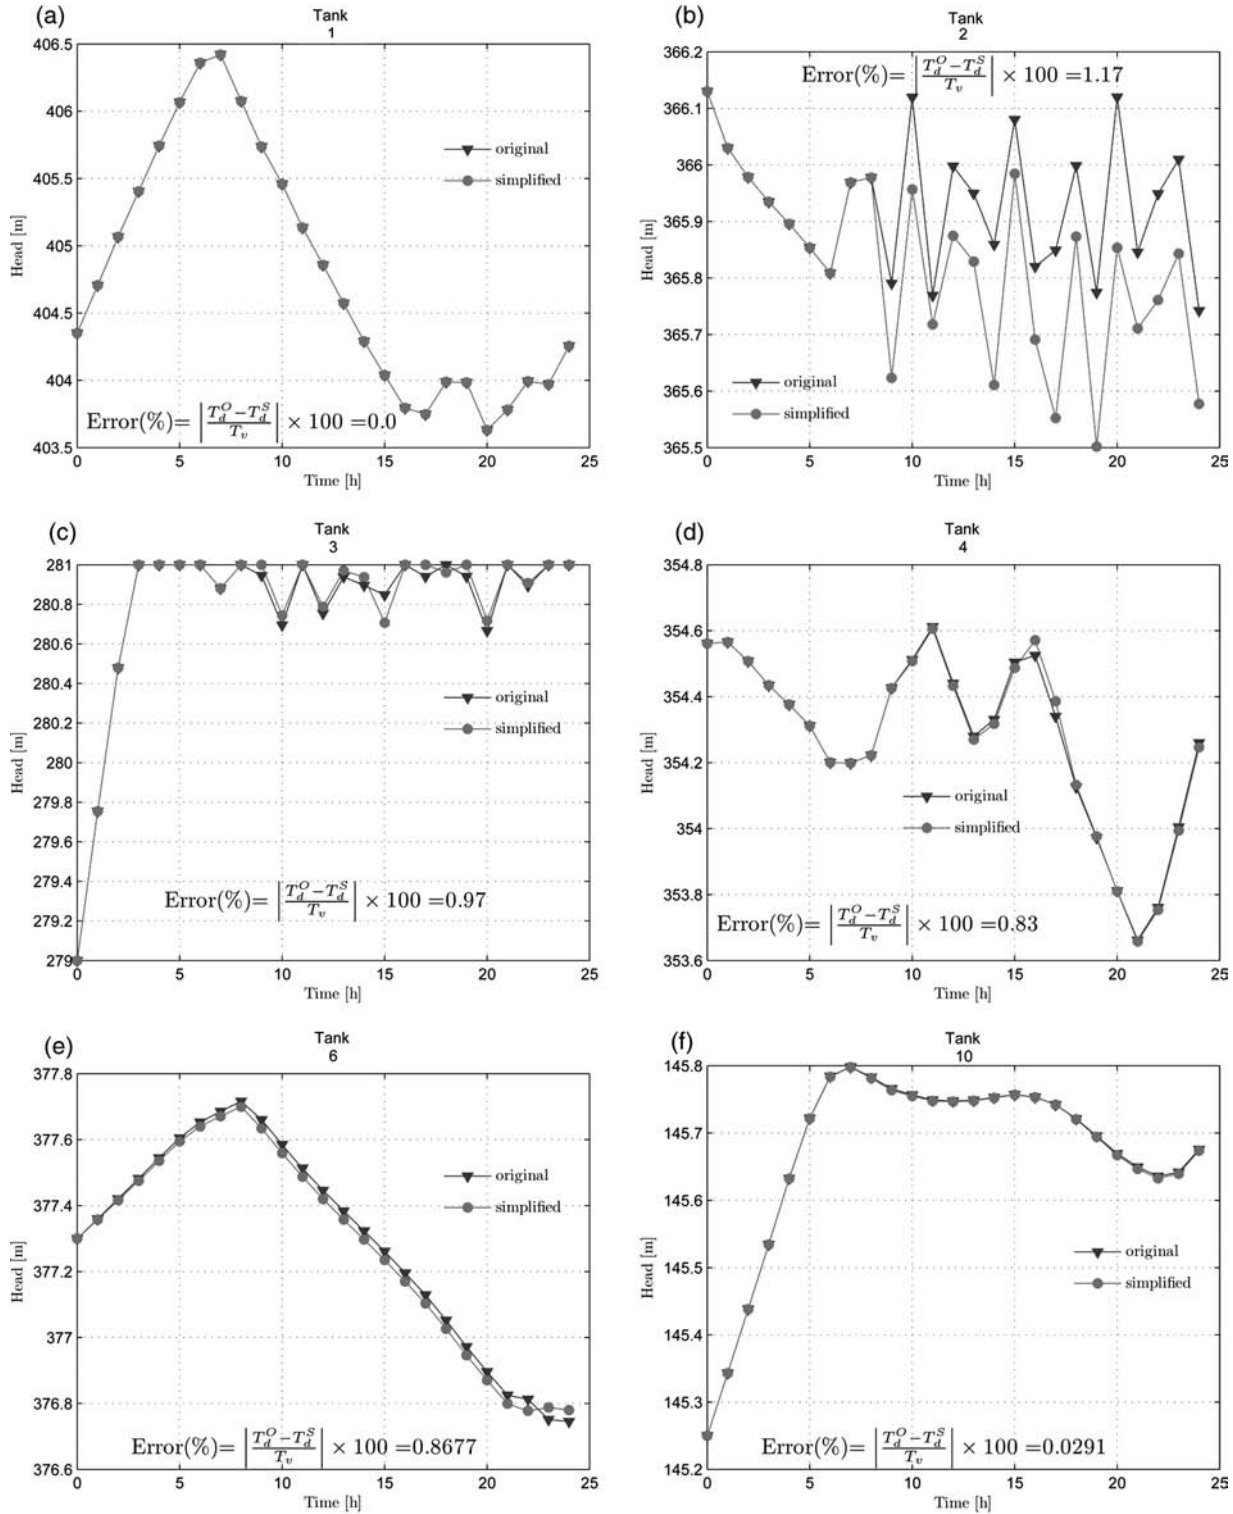 (a)
Tank
1
406.5
406
405.5
405
404.5
404
403.5
Head [m]
original
simplified
Error(%)= |T_d^O−T_d^S / T_v| × 100 =0.0
0 5 10 15 20 25
Time [h]
(b)
Tank
2
366.2
366.1
366
365.9
365.8
365.7
365.6
365.5
Head [m]
Error(%)= |T_d^O−T_d^S / T_v| × 100 =1.17
original
simplified
0 5 10 15 20 25
Time [h]
(c)
Tank
3
281
280.8
280.6
280.4
280.2
280
279.8
279.6
279.4
279.2
279
Head [m]
original
simplified
Error(%)= |T_d^O−T_d^S / T_v| × 100 =0.97
0 5 10 15 20 25
Time [h]
(d)
Tank
4
354.8
354.6
354.4
354.2
354
353.8
353.6
Head [m]
original
simplified
Error(%)= |T_d^O−T_d^S / T_v| × 100 =0.83
0 5 10 15 20 25
Time [h]
(e)
Tank
6
377.8
377.6
377.4
377.2
377
376.8
376.6
Head [m]
original
simplified
Error(%)= |T_d^O−T_d^S / T_v| × 100 =0.8677
0 5 10 15 20 25
Time [h]
(f)
Tank
10
145.8
145.7
145.6
145.5
145.4
145.3
145.2
Head [m]
original
simplified
Error(%)= |T_d^O−T_d^S / T_v| × 100 =0.0291
0 5 10 15 20 25
Time [h]